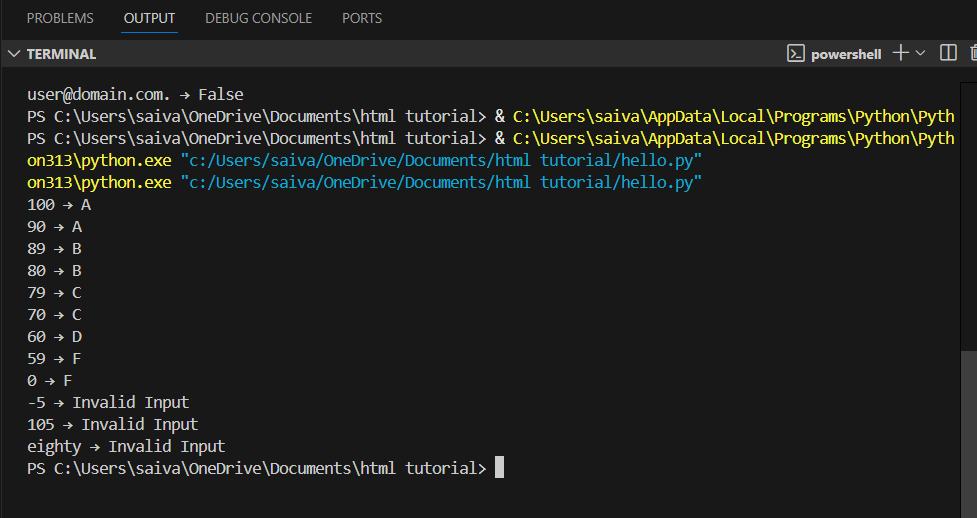 PROBLEMS OUTPUT DEBUG CONSOLE PORTS
TERMINAL powershell
user@domain.com. → False
PS C:\Users\saiva\OneDrive\Documents\html tutorial> & C:\Users\saiva\AppData\Local\Programs\Python\Pyth
PS C:\Users\saiva\OneDrive\Documents\html tutorial> & C:\Users\saiva\AppData\Local\Programs\Python\Pyth
on313\python.exe "c:/Users/saiva/OneDrive/Documents/html tutorial/hello.py"
on313\python.exe "c:/Users/saiva/OneDrive/Documents/html tutorial/hello.py"
100 → A
90 → A
89 → B
80 → B
79 → C
70 → C
60 → D
59 → F
0 → F
-5 → Invalid Input
105 → Invalid Input
eighty → Invalid Input
PS C:\Users\saiva\OneDrive\Documents\html tutorial>